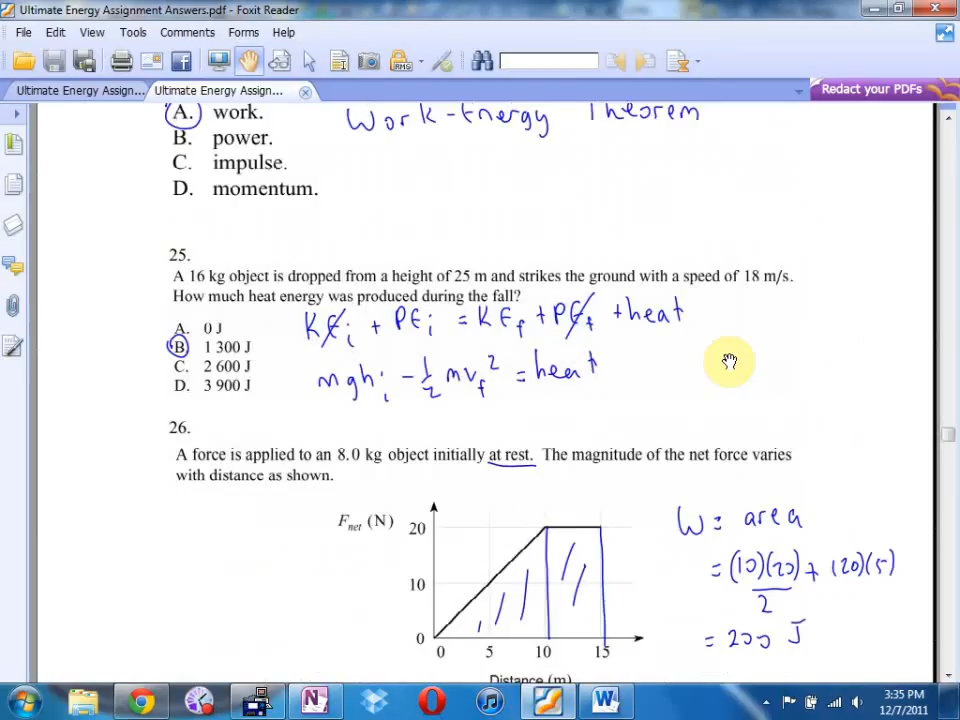 Ultimate Energy Assignment Answers.pdf - Foxit Reader
File Edit View Tools Comments Forms Help
Ultimate Energy Assign... Ultimate Energy Assign... Redact your PDFs
A. work. Work-Energy Theorem
B. power.
C. impulse.
D. momentum.
25.
A 16 kg object is dropped from a height of 25 m and strikes the ground with a speed of 18 m/s.
How much heat energy was produced during the fall?
KEi + PEi = KEf + PEf + heat
A. 0 J
B 1 300 J
C. 2 600 J
mghi - 1/2 mvf² = heat
D. 3 900 J
26.
A force is applied to an 8.0 kg object initially at rest. The magnitude of the net force varies
with distance as shown.
Fnet (N)
20
10
0
0 5 10 15
Distance (m)
W = area
= (10)(20)/2 + (20)(5)
= 200 J
3:35 PM
12/7/2011